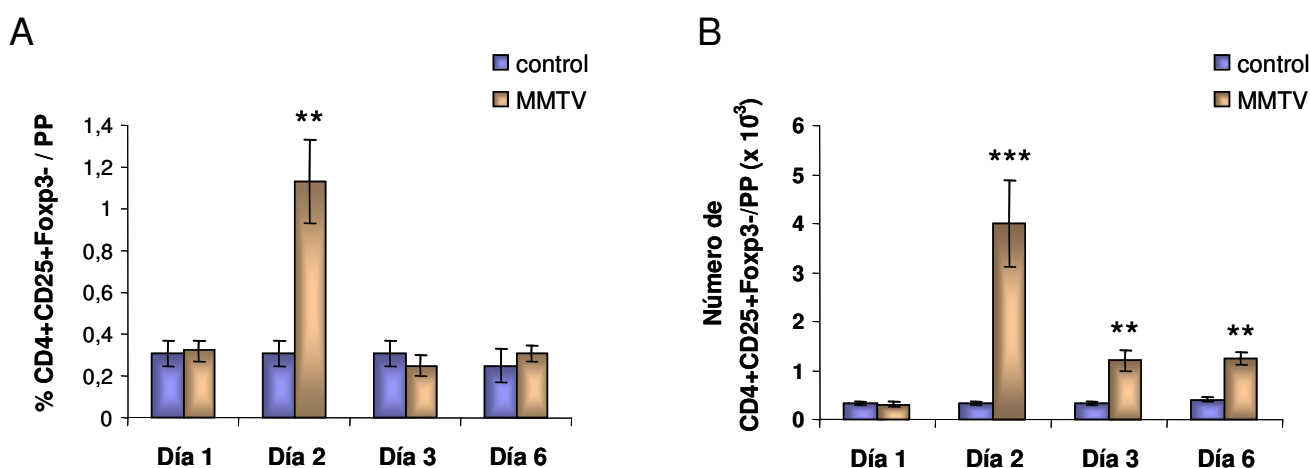 A
control
MMTV
% CD4+CD25+Foxp3- / PP
1,4
**
1,2
1
0,8
0,6
0,4
0,2
0
Día 1
Día 2
Día 3
Día 6
B
control
MMTV
Número de
CD4+CD25+Foxp3-/PP (x 10⁻³)
6
5
***
4
3
2
**
**
1
0
Día 1
Día 2
Día 3
Día 6